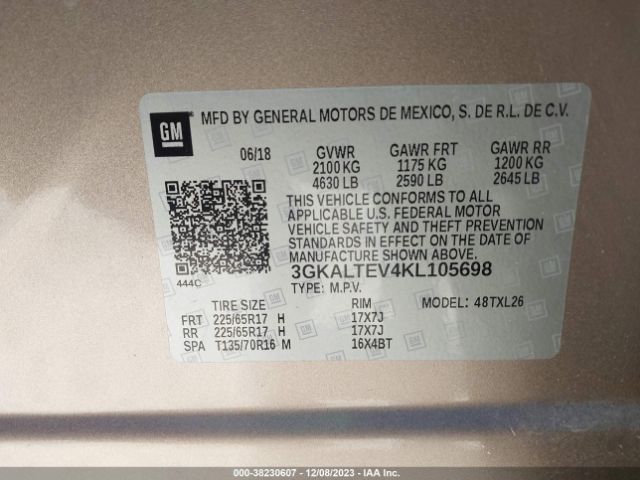 GM
MFD BY GENERAL MOTORS DE MEXICO, S. DE R.L. DE C.V.
06/18 GVWR GAWR FRT GAWR RR
2100 KG 1175 KG 1200 KG
4630 LB 2590 LB 2645 LB
THIS VEHICLE CONFORMS TO ALL
APPLICABLE U.S. FEDERAL MOTOR
VEHICLE SAFETY AND THEFT PREVENTION
STANDARDS IN EFFECT ON THE DATE OF
MANUFACTURE SHOWN ABOVE.
444C
3GKALTEV4KL105698
TYPE: M.P.V.
TIRE SIZE RIM MODEL: 48TXL26
FRT 225/65R17 H 17X7J
RR 225/65R17 H 17X7J
SPA T135/70R16 M 16X4BT
000-38230607 - 12/08/2023 - IAAI.com